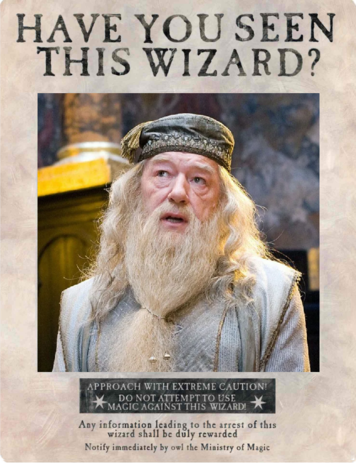 HAVE YOU SEEN
THIS WIZARD?
APPROACH WITH EXTREME CAUTION!
DO NOT ATTEMPT TO USE
MAGIC AGAINST THIS WIZARD!
Any information leading to the arrest of this
wizard shall be duly rewarded
Notify immediately by owl the Ministry of Magic